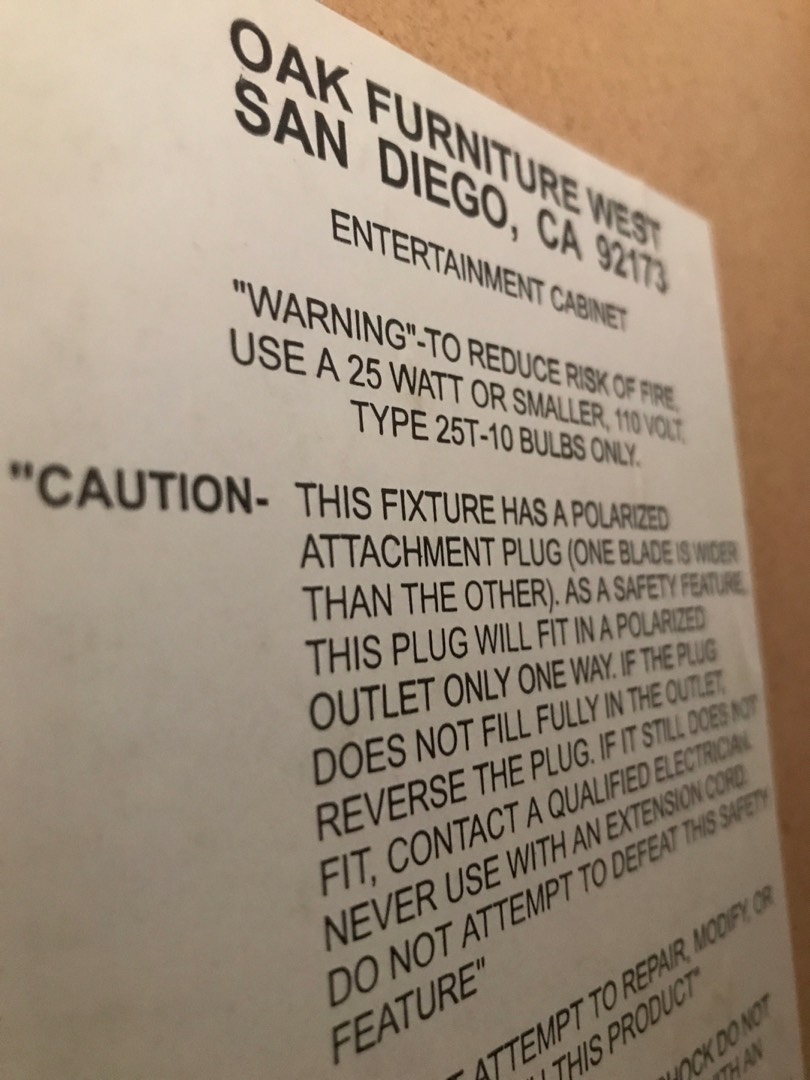 OAK FURNITURE WEST
SAN DIEGO, CA 92173
ENTERTAINMENT CABINET
"WARNING"-TO REDUCE RISK OF FIRE,
USE A 25 WATT OR SMALLER, 110 VOLT,
TYPE 25T-10 BULBS ONLY.
"CAUTION- THIS FIXTURE HAS A POLARIZED
ATTACHMENT PLUG (ONE BLADE IS WIDER
THAN THE OTHER). AS A SAFETY FEATURE,
THIS PLUG WILL FIT IN A POLARIZED
OUTLET ONLY ONE WAY. IF THE PLUG
DOES NOT FILL FULLY IN THE OUTLET,
REVERSE THE PLUG. IF IT STILL DOES NOT
FIT, CONTACT A QUALIFIED ELECTRICIAN.
NEVER USE WITH AN EXTENSION CORD.
DO NOT ATTEMPT TO DEFEAT THIS SAFETY
FEATURE"
ATTEMPT TO REPAIR, MODIFY, OR
THIS PRODUCT"
DO NOT
AN